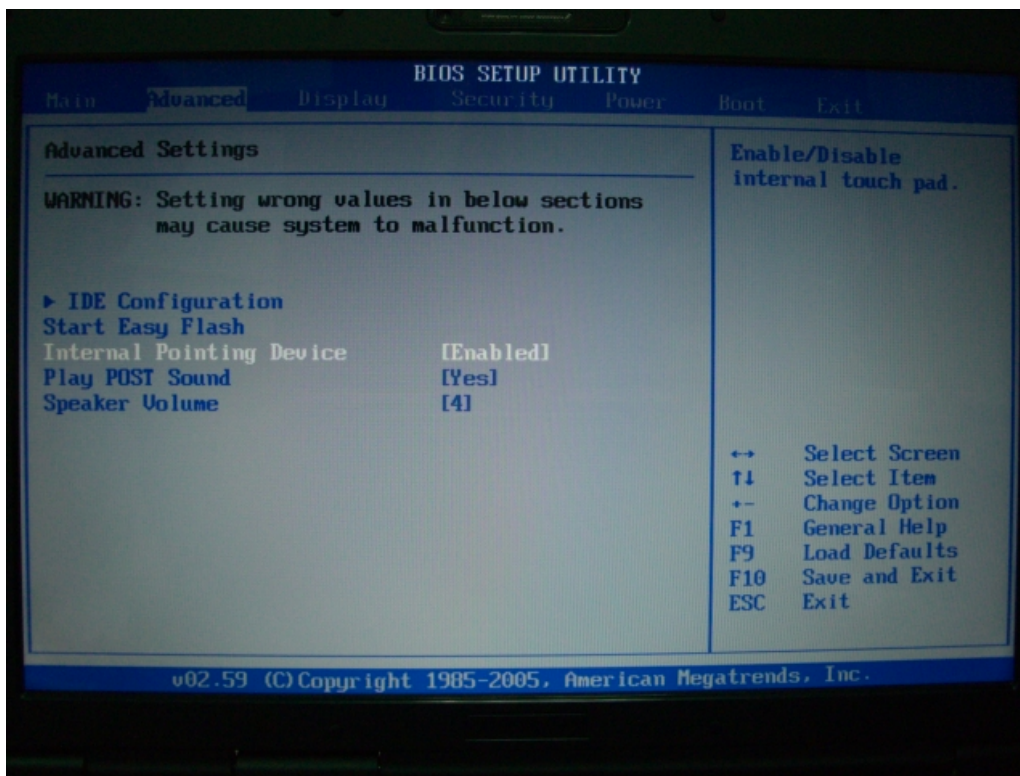 BIOS SETUP UTILITY
Main Advanced Display Security Power Boot Exit
Advanced Settings
WARNING: Setting wrong values in below sections
may cause system to malfunction.
▶ IDE Configuration
Start Easy Flash
Internal Pointing Device [Enabled]
Play POST Sound [Yes]
Speaker Volume [4]
Enable/Disable
internal touch pad.
↔ Select Screen
↑↓ Select Item
+- Change Option
F1 General Help
F9 Load Defaults
F10 Save and Exit
ESC Exit
v02.59 (C)Copyright 1985-2005, American Megatrends, Inc.